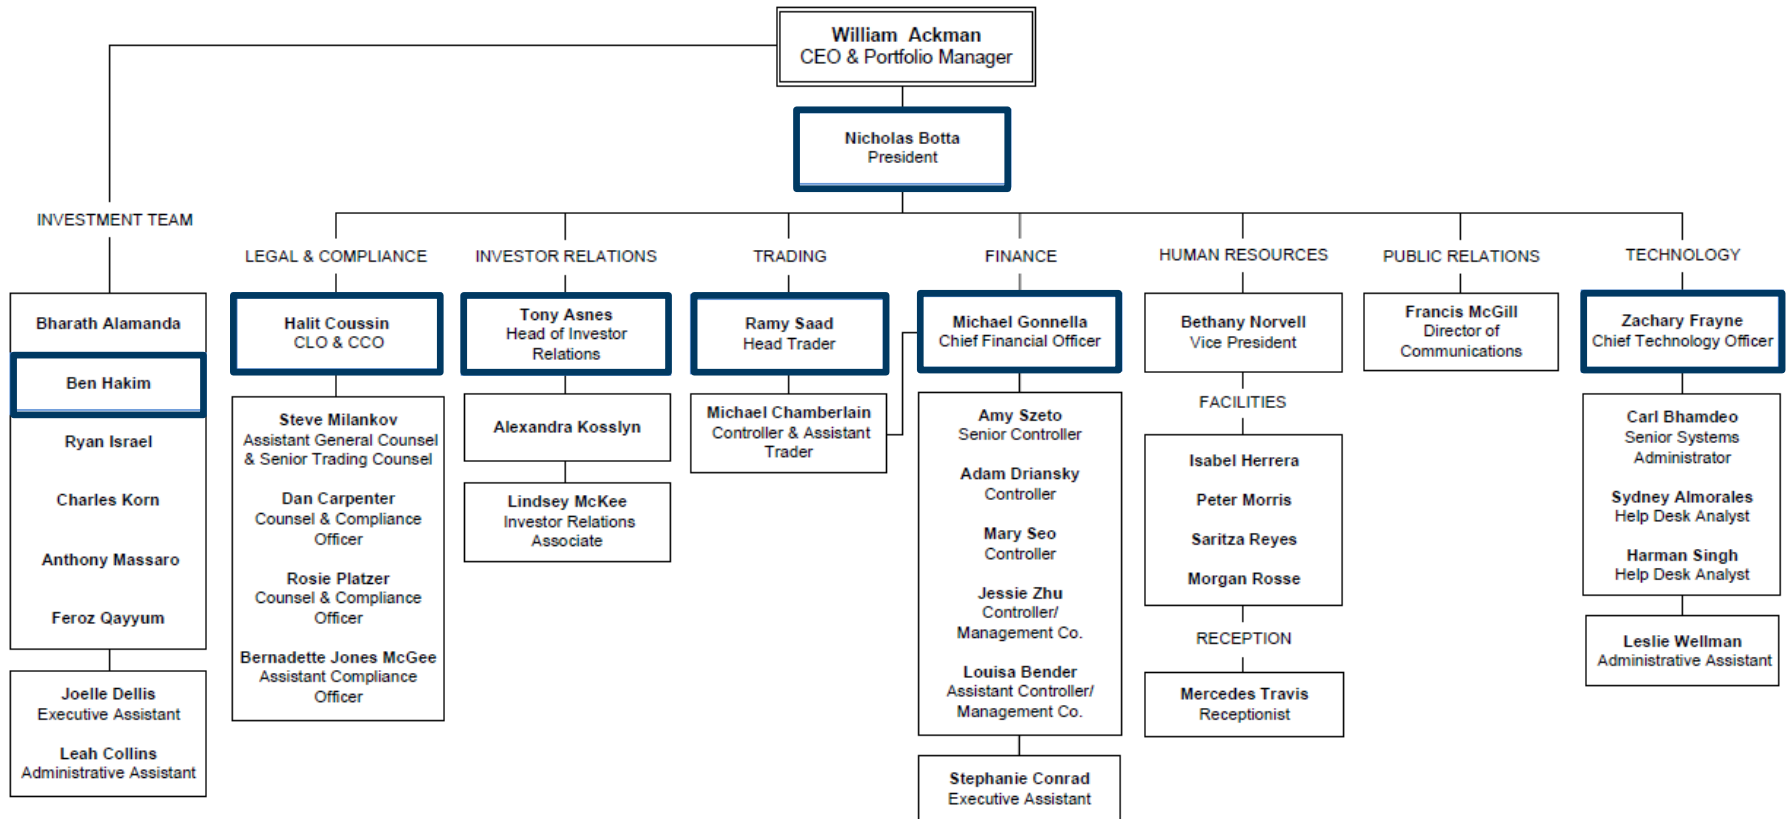 William Ackman
CEO & Portfolio Manager
Nicholas Botta
President
INVESTMENT TEAM
Bharath Alamanda
Ben Hakim
Ryan Israel
Charles Korn
Anthony Massaro
Feroz Qayyum
Joelle Dellis
Executive Assistant
Leah Collins
Administrative Assistant
LEGAL & COMPLIANCE
Halit Coussin
CLO & CCO
Steve Milankov
Assistant General Counsel
& Senior Trading Counsel
Dan Carpenter
Counsel & Compliance
Officer
Rosie Platzer
Counsel & Compliance
Officer
Bernadette Jones McGee
Assistant Compliance
Officer
INVESTOR RELATIONS
Tony Asnes
Head of Investor
Relations
Alexandra Kosslyn
Lindsey McKee
Investor Relations
Associate
TRADING
Ramy Saad
Head Trader
Michael Chamberlain
Controller & Assistant
Trader
FINANCE
Michael Gonnella
Chief Financial Officer
Amy Szeto
Senior Controller
Adam Driansky
Controller
Mary Seo
Controller
Jessie Zhu
Controller/
Management Co.
Louisa Bender
Assistant Controller/
Management Co.
Stephanie Conrad
Executive Assistant
HUMAN RESOURCES
Bethany Norvell
Vice President
FACILITIES
Isabel Herrera
Peter Morris
Saritza Reyes
Morgan Rosse
RECEPTION
Mercedes Travis
Receptionist
PUBLIC RELATIONS
Francis McGill
Director of
Communications
TECHNOLOGY
Zachary Frayne
Chief Technology Officer
Carl Bhamdeo
Senior Systems
Administrator
Sydney Almorales
Help Desk Analyst
Harman Singh
Help Desk Analyst
Leslie Wellman
Administrative Assistant